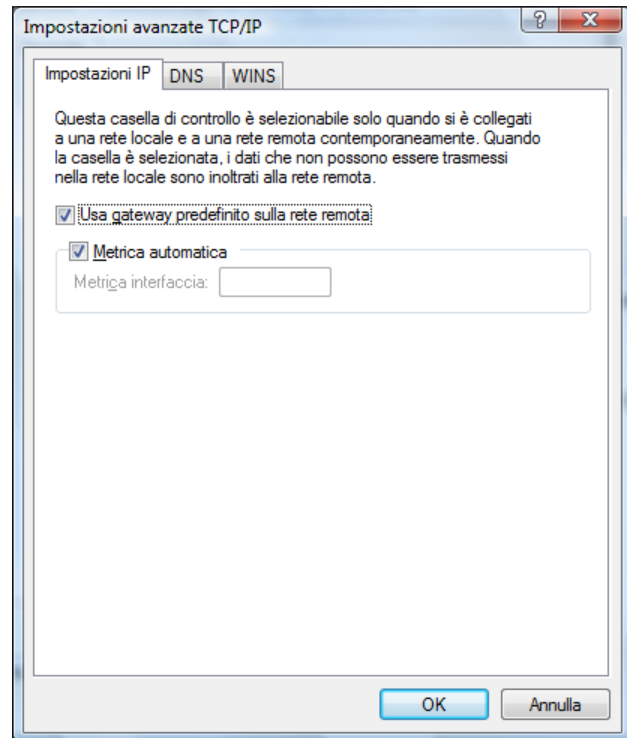 Impostazioni avanzate TCP/IP
?
X
Impostazioni IP DNS WINS
Questa casella di controllo è selezionabile solo quando si è collegati
a una rete locale e a una rete remota contemporaneamente. Quando
la casella è selezionata, i dati che non possono essere trasmessi
nella rete locale sono inoltrati alla rete remota.
Usa gateway predefinito sulla rete remota
Metrica automatica
Metrica interfaccia:
OK Annulla